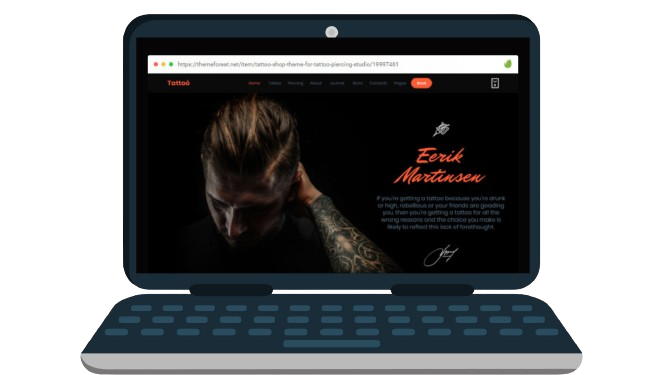 https://themeforest.net/item/tattoo-shop-theme-for-tattoo-piercing-studio/19997481
Tattoo
Home Tattoo Piercing About Journal Store Contacts Pages Book
Eerik
Martinsen
If you're getting a tattoo because you're drunk
or high, rebellious or your friends are goading
you, then you're getting a tattoo for all the
wrong reasons and the choice you make is
likely to reflect this lack of forethought.